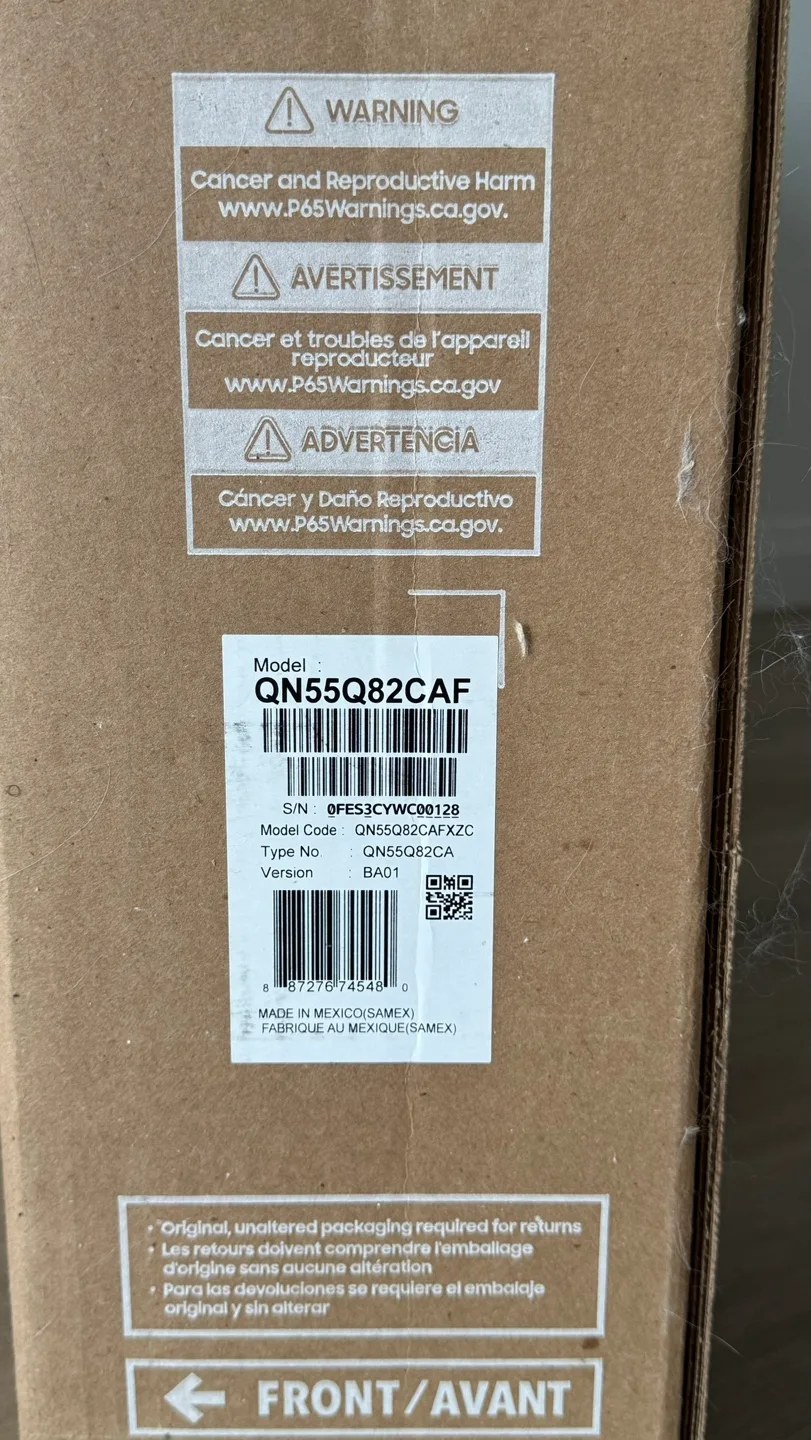 WARNING
Cancer and Reproductive Harm
www.P65Warnings.ca.gov.
AVERTISSEMENT
Cancer et troubles de l'appareil
reproducteur
www.P65Warnings.ca.gov
ADVERTENCIA
Cáncer y Daño Reproductivo
www.P65Warnings.ca.gov.
Model :
QN55Q82CAF
S/N : 0FES3CYWC00128
Model Code : QN55Q82CAFXZC
Type No. : QN55Q82CA
Version : BA01
8 87276 74548 0
MADE IN MEXICO(SAMEX)
FABRIQUE AU MEXIQUE(SAMEX)
• Original, unaltered packaging required for returns
• Les retours doivent comprendre l'emballage
d'origine sans aucune altération
• Para las devoluciones se requiere el embalaje
original y sin alterar
FRONT/AVANT